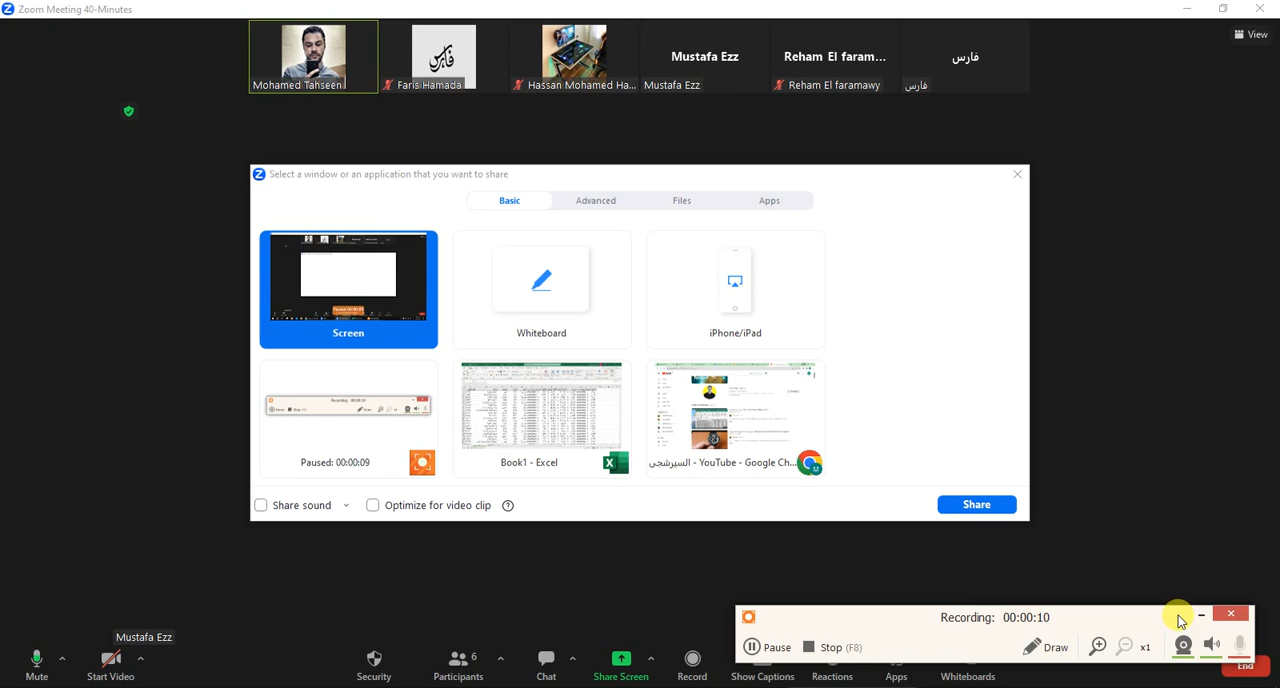 Zoom Meeting 40-Minutes
View
Mustafa Ezz
Reham El faram...
فارس
Mohamed Tahseen
Faris Hamada
Hassan Mohamed Ha...
Mustafa Ezz
Reham El faramawy
فارس
Select a window or an application that you want to share
Basic
Advanced
Files
Apps
Screen
Whiteboard
iPhone/iPad
Paused: 00:00:09
Book1 - Excel
السيرشجى - YouTube - Google Ch...
Share sound
Optimize for video clip
Share
Recording: 00:00:10
Pause
Stop (F8)
Draw
x1
Mustafa Ezz
6
Mute
Start Video
Security
Participants
Chat
Share Screen
Record
Show Captions
Reactions
Apps
Whiteboards
End